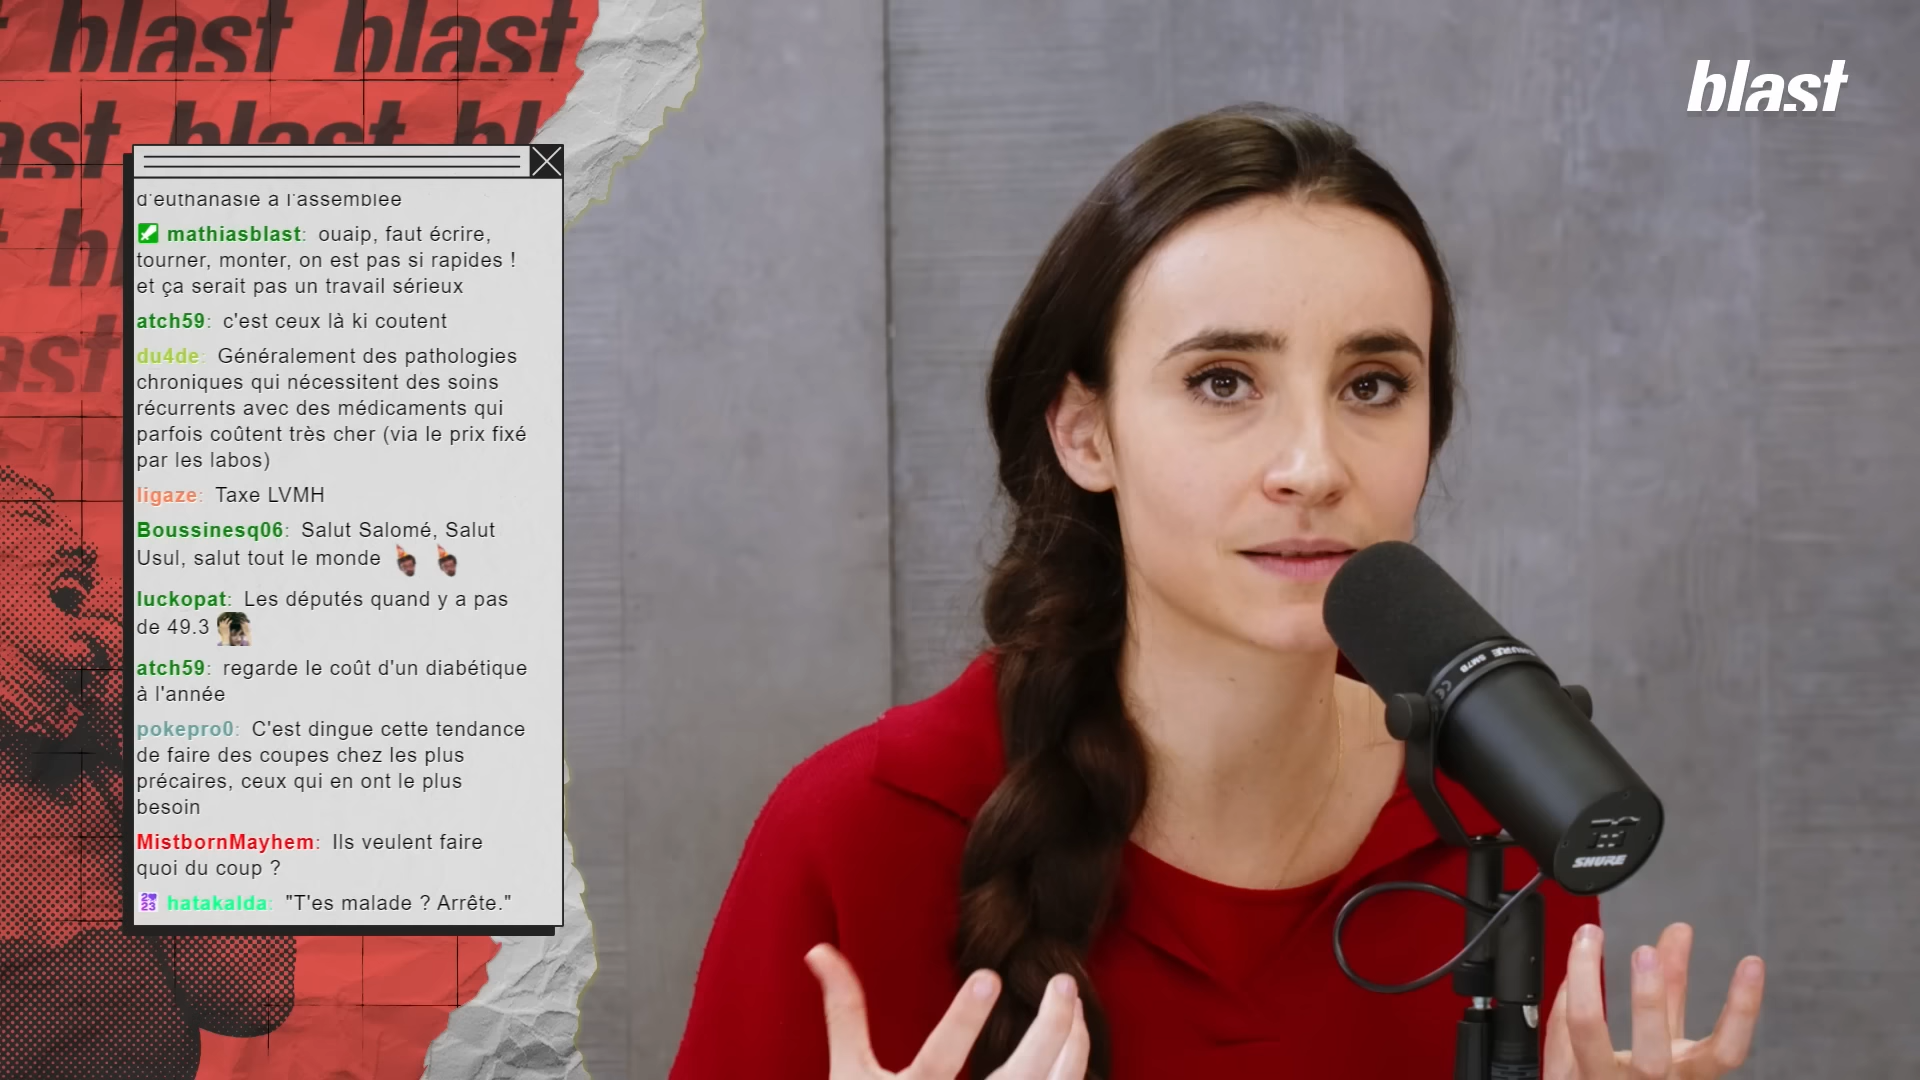 blast blast
ast blast bl
blast
d'euthanasie à l'assemblée
mathiasblast: ouaip, faut écrire,
tourner, monter, on est pas si rapides !
et ça serait pas un travail sérieux
atch59: c'est ceux là ki coutent
du4de: Généralement des pathologies
chroniques qui nécessitent des soins
récurrents avec des médicaments qui
parfois coûtent très cher (via le prix fixé
par les labos)
ligaze: Taxe LVMH
Boussinesq06: Salut Salomé, Salut
Usul, salut tout le monde
luckopat: Les députés quand y a pas
de 49.3
atch59: regarde le coût d'un diabétique
à l'année
pokepro0: C'est dingue cette tendance
de faire des coupes chez les plus
précaires, ceux qui en ont le plus
besoin
MistbornMayhem: Ils veulent faire
quoi du coup ?
hatakalda: "T'es malade ? Arrête."
SHURE SM7B
SHURE